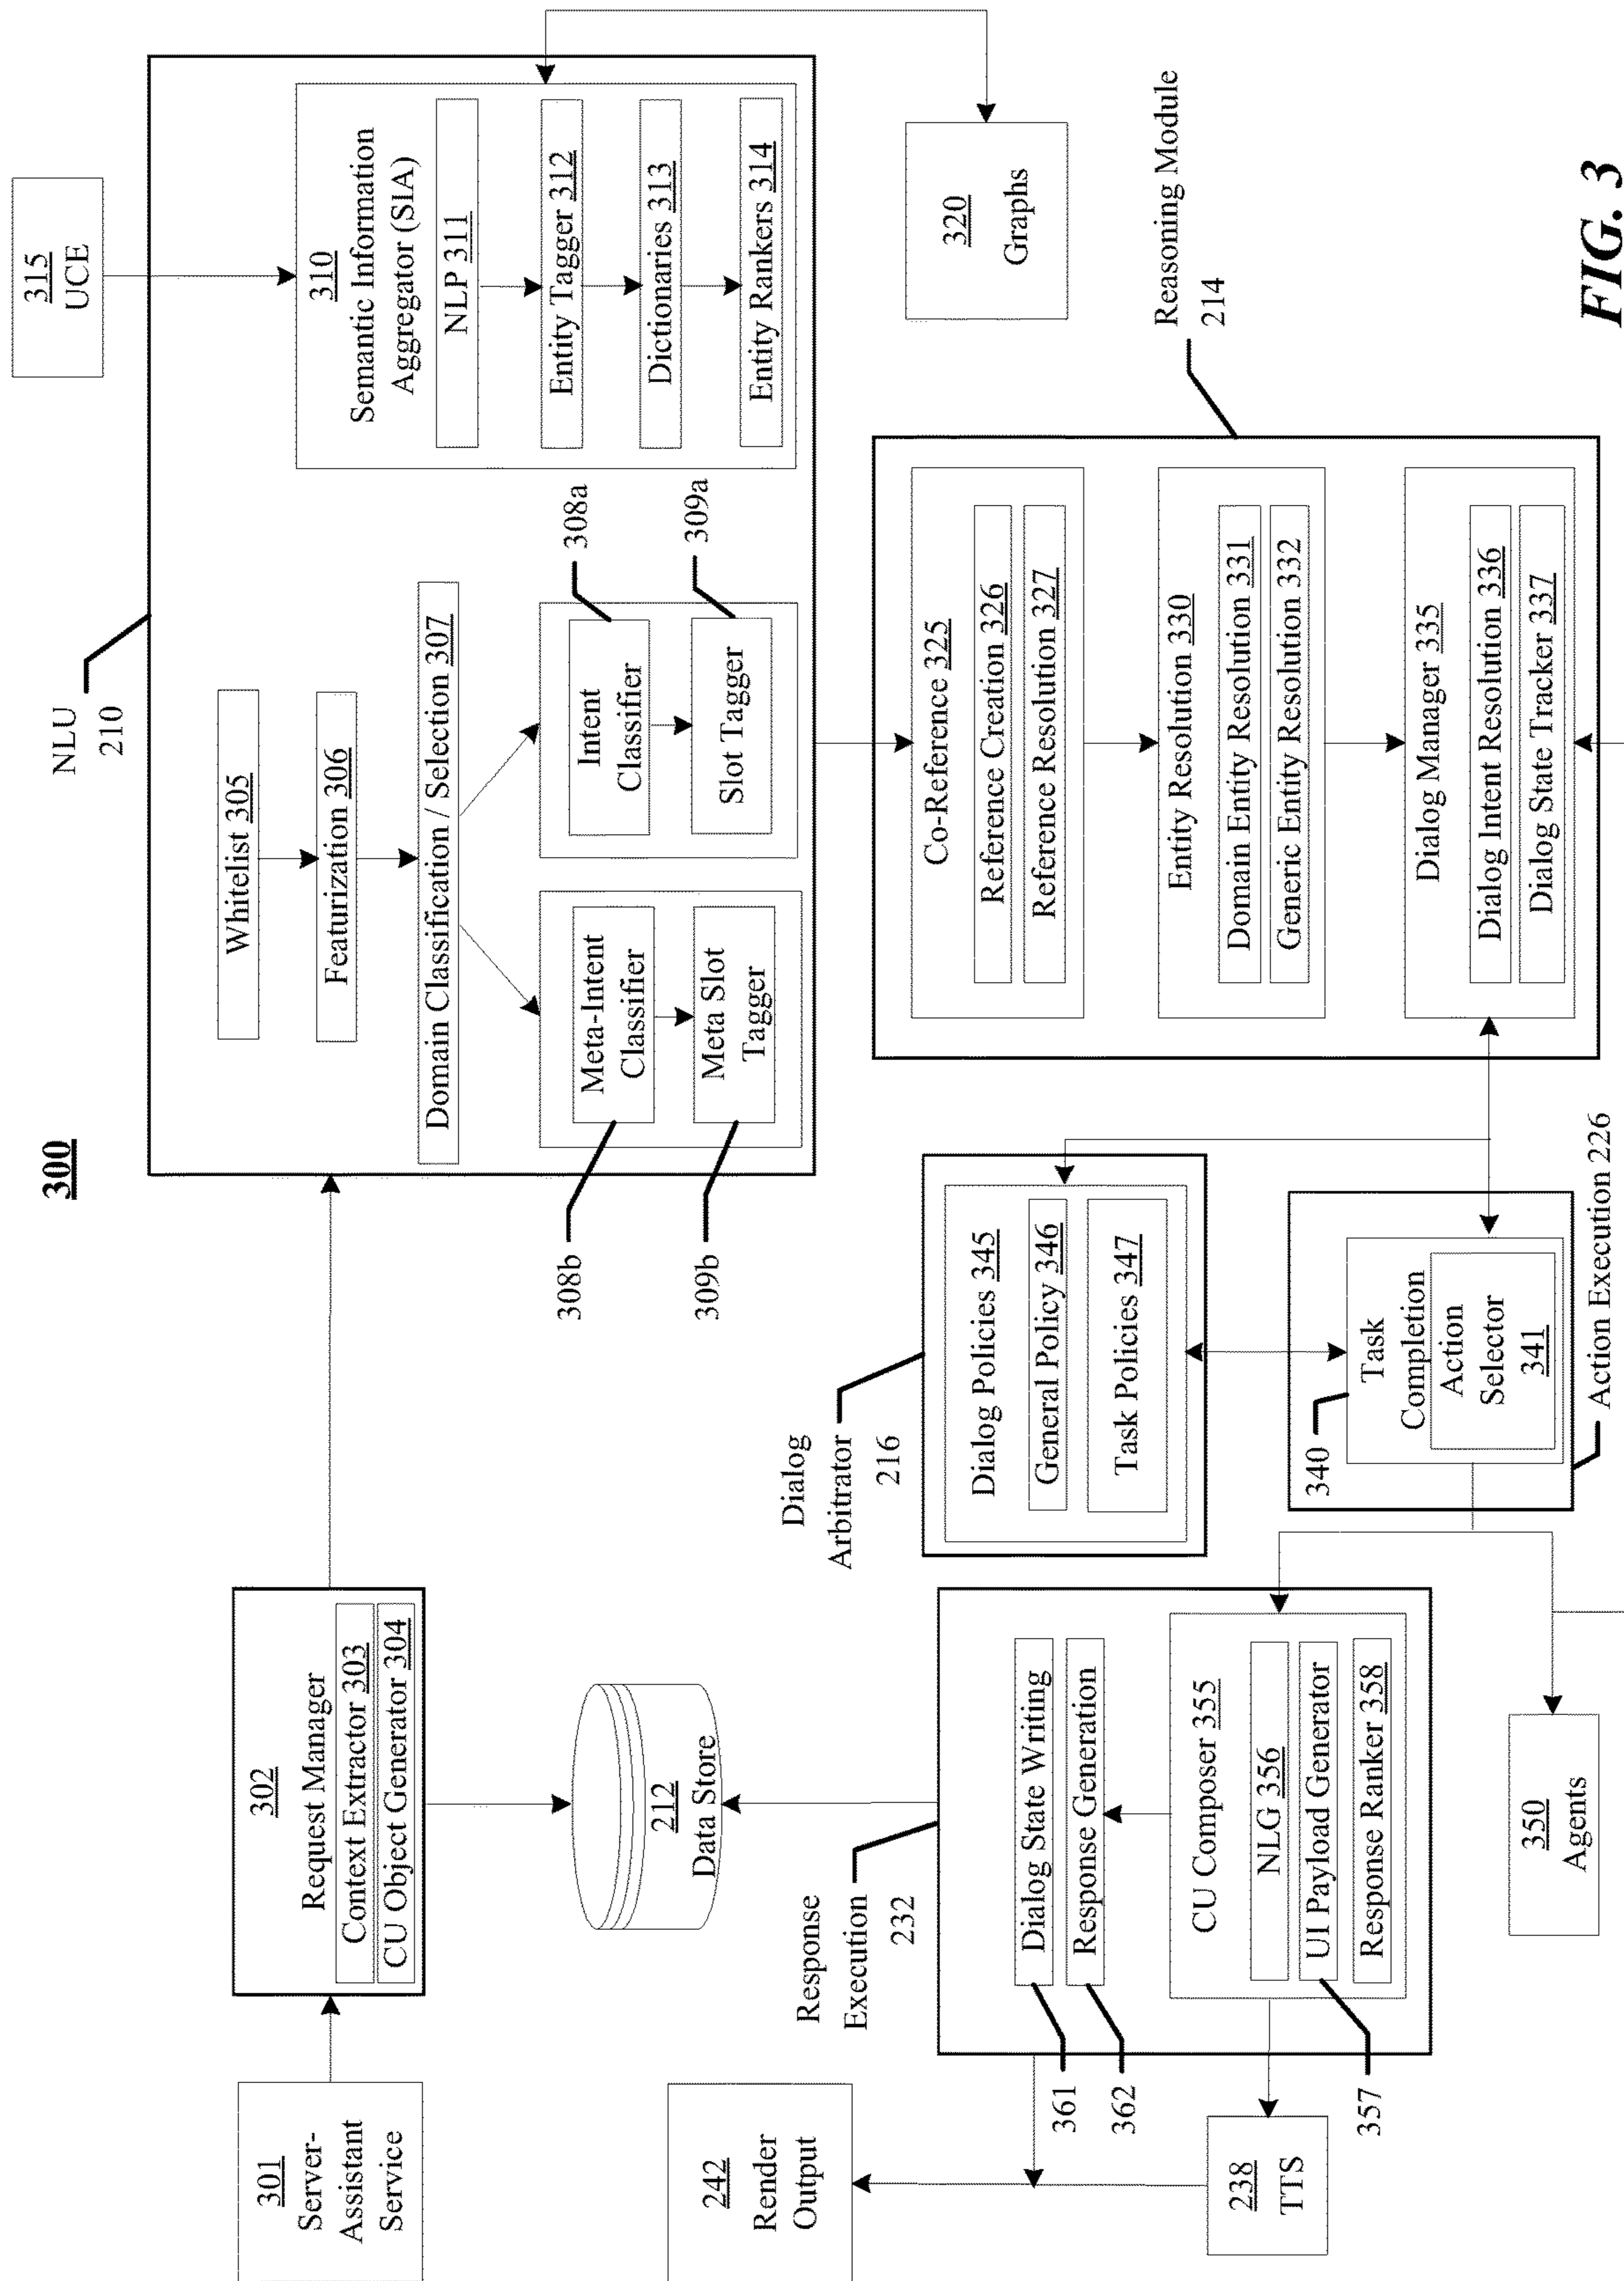 300
301
Server-
Assistant
Service
302
Request Manager
Context Extractor 303
CU Object Generator 304
212
Data Store
NLU
210
Whitelist 305
Featurization 306
Domain Classification / Selection 307
Meta-Intent
Classifier
Meta Slot
Tagger
308b
309b
Intent
Classifier
Slot Tagger
308a
309a
310
Semantic Information
Aggregator (SIA)
NLP 311
Entity Tagger 312
Dictionaries 313
Entity Rankers 314
315
UCE
320
Graphs
Reasoning Module
214
Co-Reference 325
Reference Creation 326
Reference Resolution 327
Entity Resolution 330
Domain Entity Resolution 331
Generic Entity Resolution 332
Dialog Manager 335
Dialog Intent Resolution 336
Dialog State Tracker 337
Dialog
Arbitrator
216
Dialog Policies 345
General Policy 346
Task Policies 347
340
Task
Completion
Action
Selector
341
Action Execution 226
Response
Execution
232
Dialog State Writing
Response Generation
CU Composer 355
NLG 356
UI Payload Generator
Response Ranker 358
361
362
357
242
Render
Output
238
TTS
350
Agents
FIG. 3